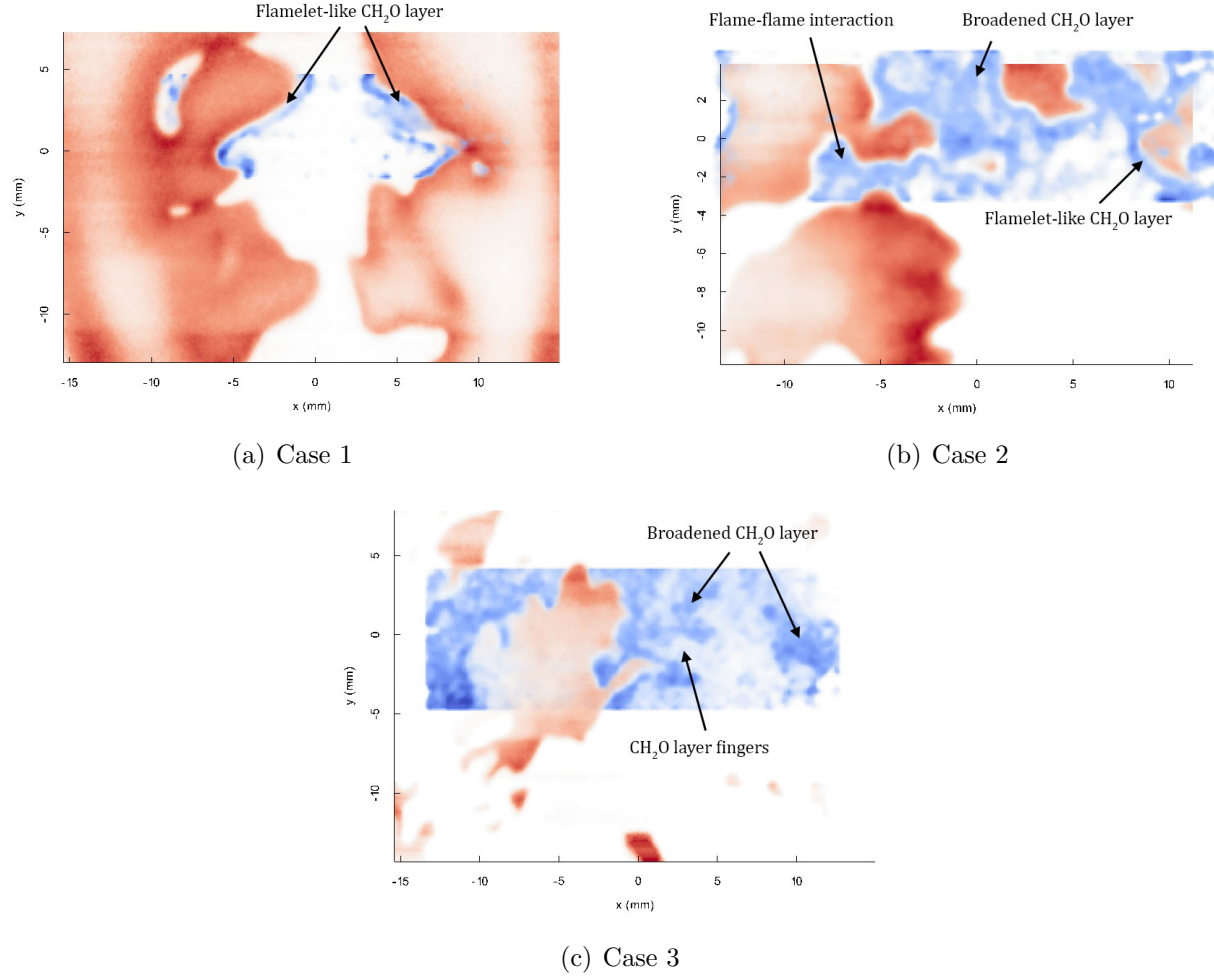 Flamelet-like CH₂O layer
5
0
-5
-10
y (mm)
-15
-10
-5
0
5
10
x (mm)
(a) Case 1
Flame-flame interaction
Broadened CH₂O layer
2
0
-2
-4
-6
-8
-10
y (mm)
Flamelet-like CH₂O layer
-10
-5
0
5
10
x (mm)
(b) Case 2
Broadened CH₂O layer
5
0
-5
-10
y (mm)
CH₂O layer fingers
-15
-10
-5
0
5
10
x (mm)
(c) Case 3